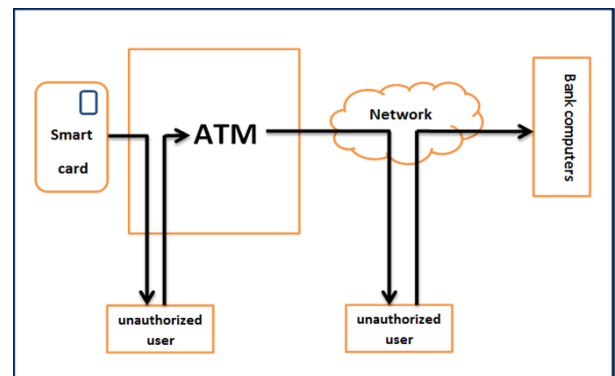 Smart
card
ATM
Network
Bank computers
unauthorized
user
unauthorized
user